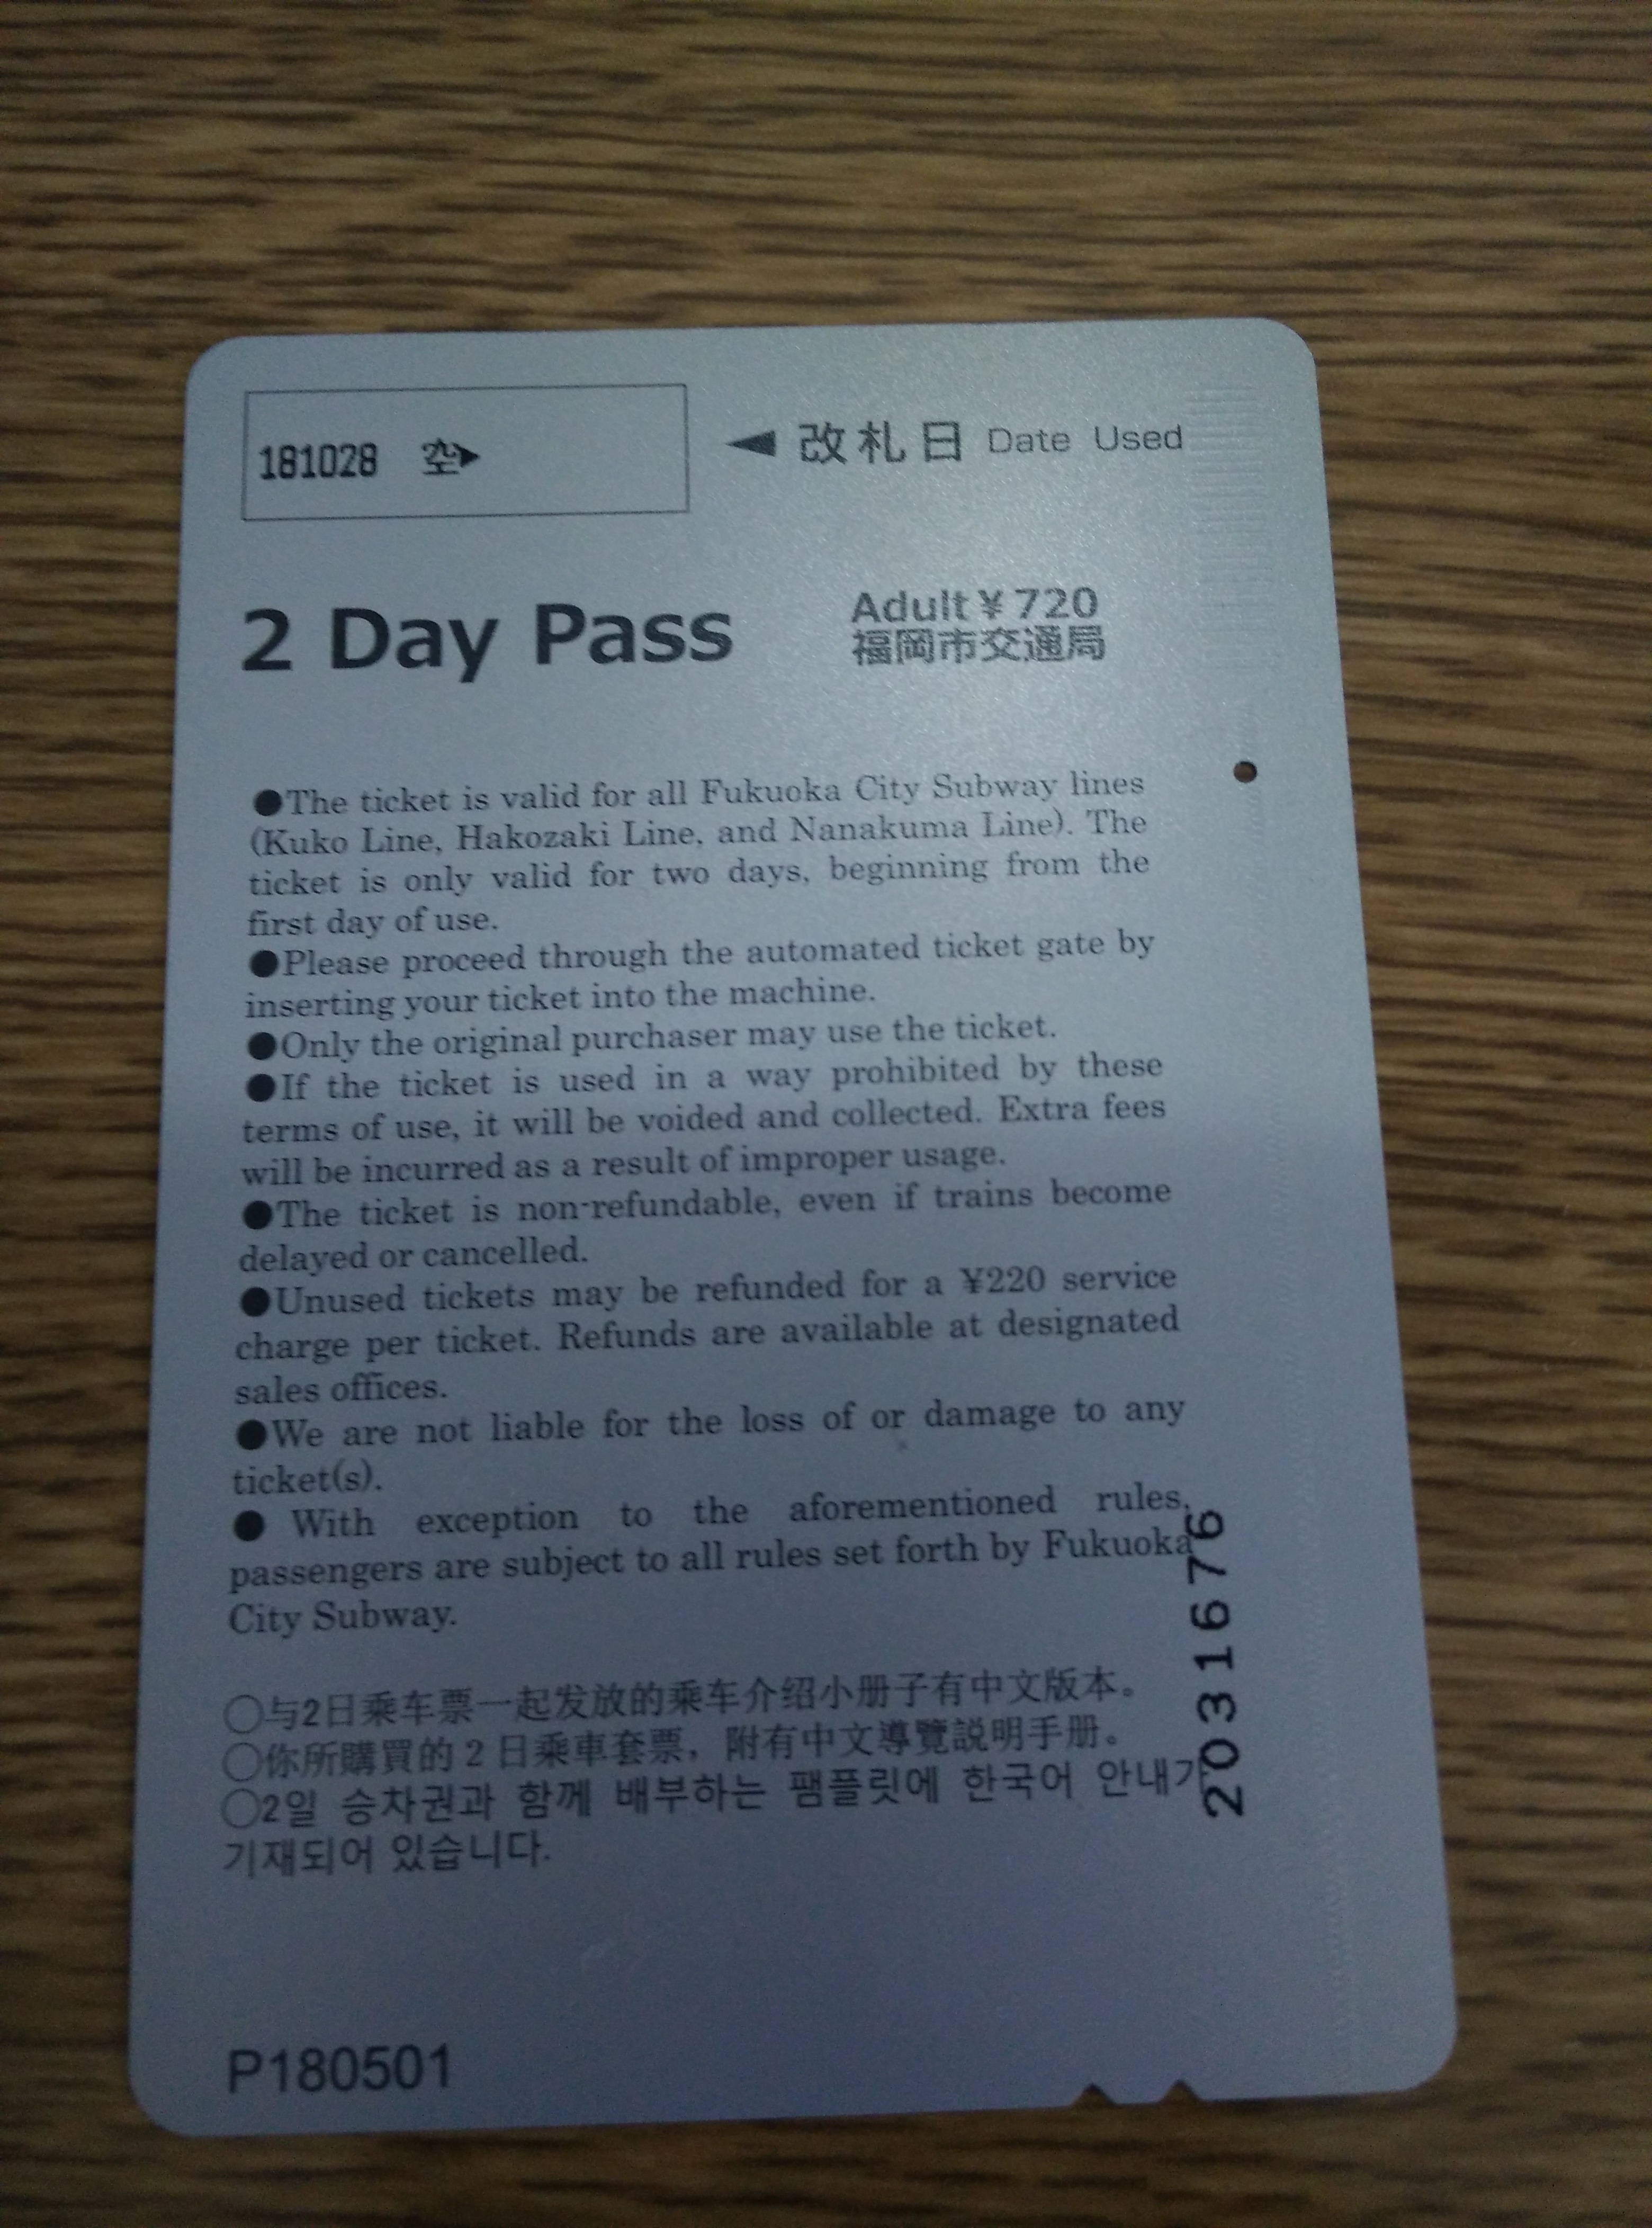 181028 空▶
◀改札日 Date Used
2 Day Pass
Adult ¥720
福岡市交通局
●The ticket is valid for all Fukuoka City Subway lines
(Kuko Line, Hakozaki Line, and Nanakuma Line). The
ticket is only valid for two days, beginning from the
first day of use.
●Please proceed through the automated ticket gate by
inserting your ticket into the machine.
●Only the original purchaser may use the ticket.
●If the ticket is used in a way prohibited by these
terms of use, it will be voided and collected. Extra fees
will be incurred as a result of improper usage.
●The ticket is non-refundable, even if trains become
delayed or cancelled.
●Unused tickets may be refunded for a ¥220 service
charge per ticket. Refunds are available at designated
sales offices.
●We are not liable for the loss of or damage to any
ticket(s).
● With exception to the aforementioned rules,
passengers are subject to all rules set forth by Fukuoka
City Subway.
○与2日乘车票一起发放的乘车介绍小册子有中文版本。
○你所購買的2日乘車套票，附有中文導覽説明手册。
○2일 승차권과 함께 배부하는 팸플릿에 한국어 안내가
기재되어 있습니다.
2031676
P180501